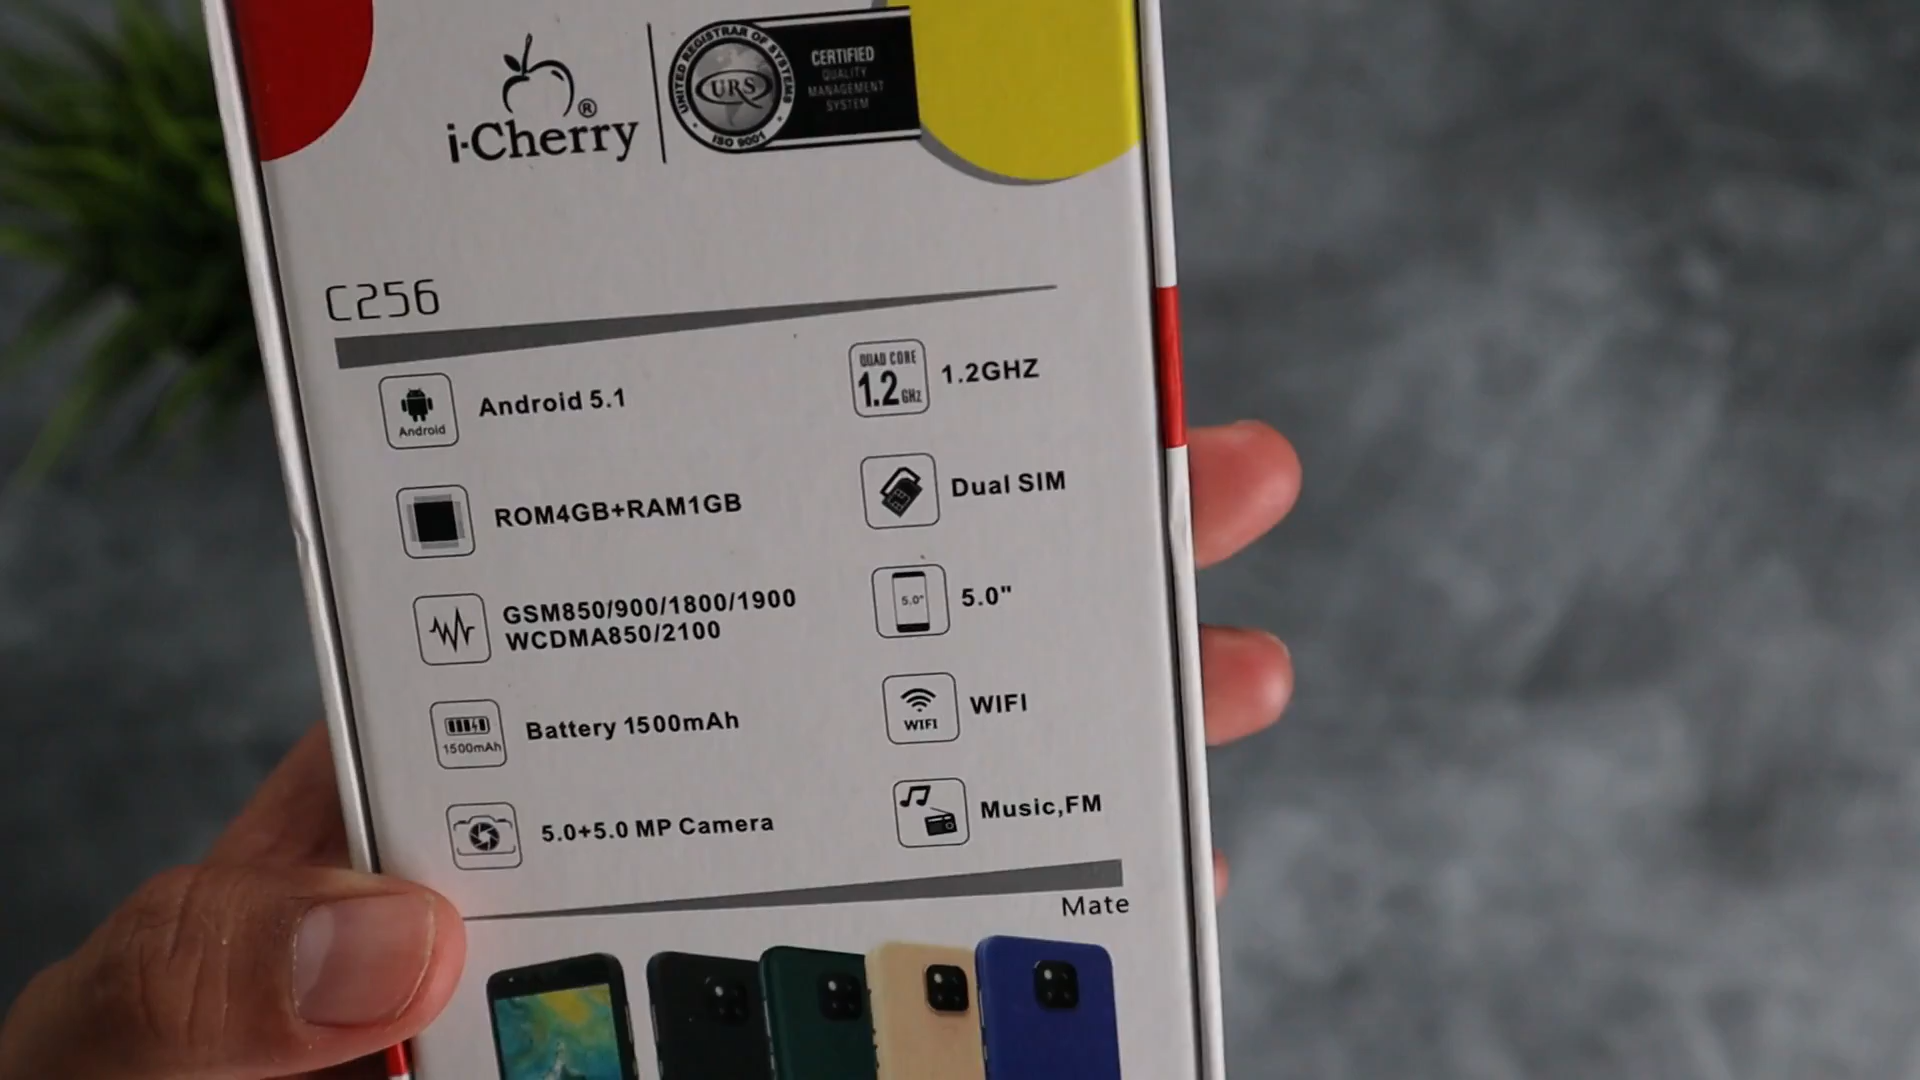 i-Cherry®
UNITED REGISTRAR OF SYSTEMS
URS
ISO 9001
CERTIFIED
QUALITY
MANAGEMENT
SYSTEM
C256
Android
Android 5.1
QUAD CORE
1.2GHz
1.2GHZ
ROM4GB+RAM1GB
Dual SIM
GSM850/900/1800/1900
WCDMA850/2100
5.0"
5.0"
1500mAh
Battery 1500mAh
WIFI
WIFI
5.0+5.0 MP Camera
Music,FM
Mate